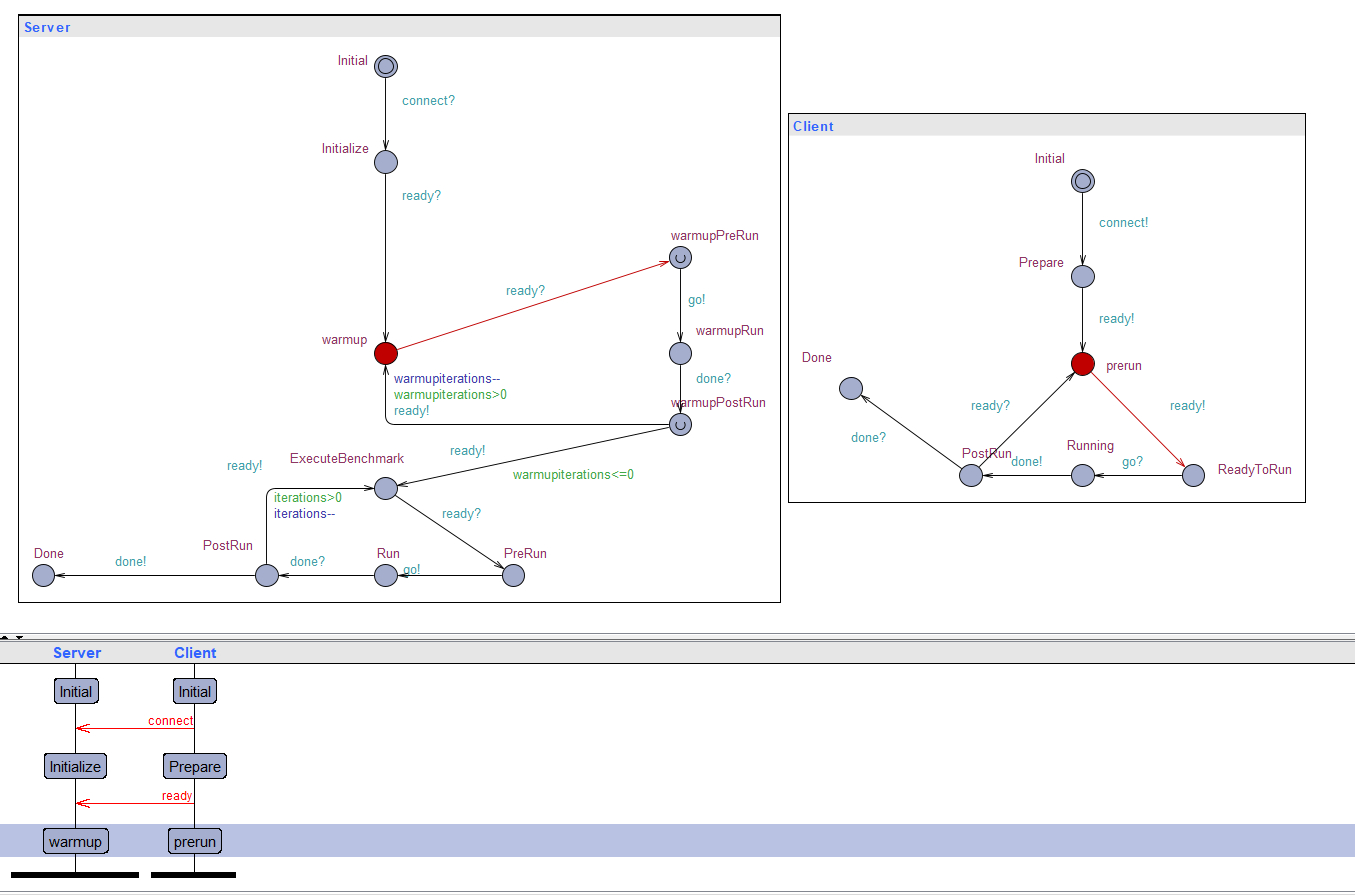 Server
Initial
connect?
Initialize
ready?
warmupPreRun
ready?
go!
warmupRun
warmup
warmupiterations--
done?
warmupiterations>0
ready!
warmupPostRun
ready!
ExecuteBenchmark
ready!
warmupiterations<=0
iterations>0
iterations--
ready?
PostRun
Done
done!
done?
Run
go!
PreRun
Client
Initial
connect!
Prepare
ready!
Done
prerun
ready?
ready!
done?
PostRun
done!
Running
go?
ReadyToRun
Server Client
Initial Initial
connect
Initialize Prepare
ready
warmup prerun